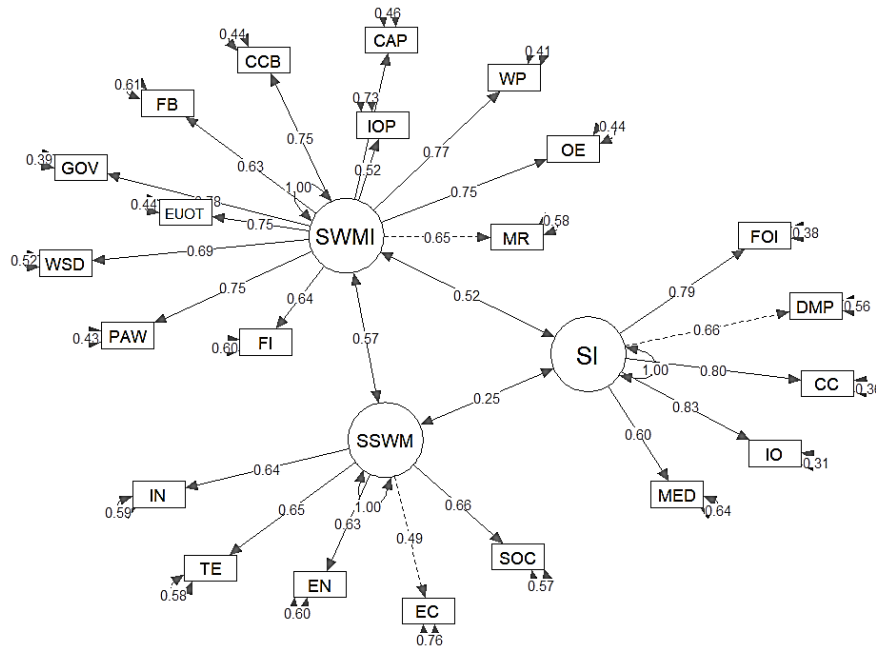 0.46
0.44
CAP
CCB
0.41
WP
0.61
FB
0.73
IOP
0.44
OE
0.75
0.77
0.63
0.52
0.39
GOV
1.00
0.75
0.44
EUOT
0.75
SWMI
0.58
MR
0.65
FOI
0.38
0.52
WSD
0.69
0.79
DMP
0.56
0.52
0.75
0.64
0.66
PAW
0.43
FI
0.60
0.57
SI
1.00
0.80
CC
0.25
0.83
SSWM
0.60
IO
0.31
0.64
IN
0.59
0.65
0.63
1.00
0.66
MED
0.64
0.49
TE
0.58
SOC
0.57
EN
0.60
EC
0.76